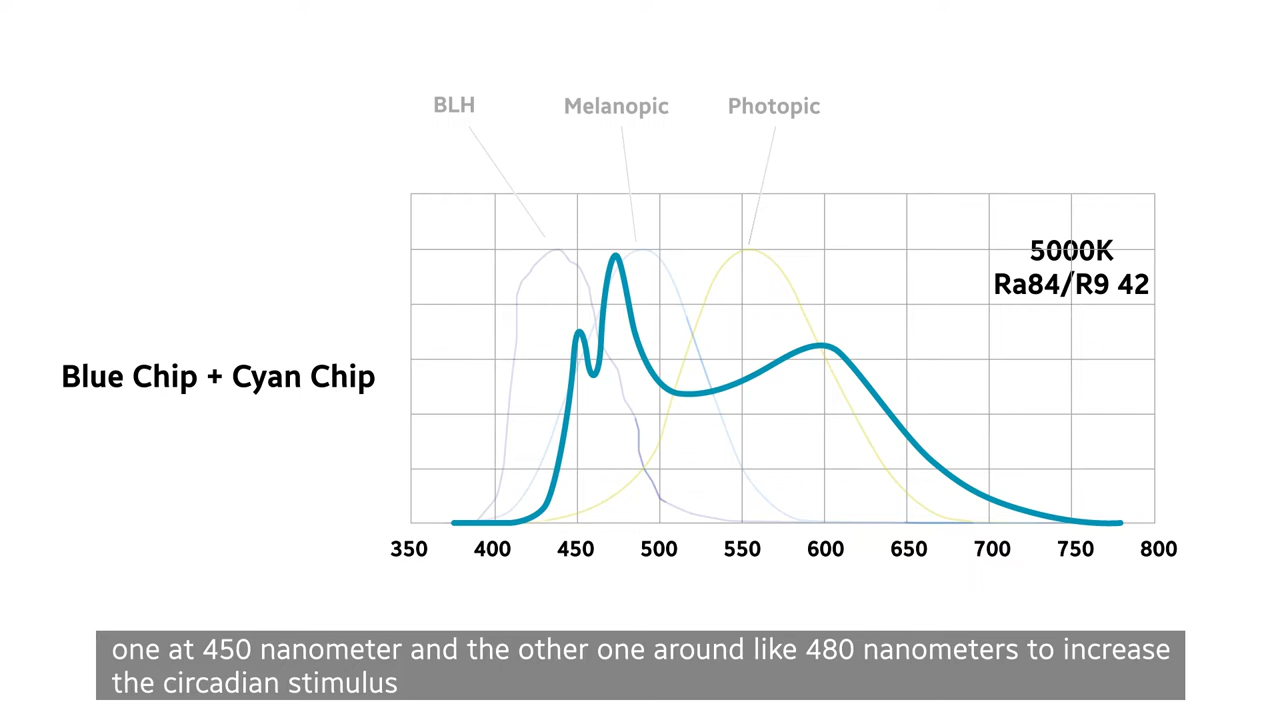 BLH
Melanopic
Photopic
5000K
Ra84/R9 42
Blue Chip + Cyan Chip
350 400 450 500 550 600 650 700 750 800
one at 450 nanometer and the other one around like 480 nanometers to increase
the circadian stimulus